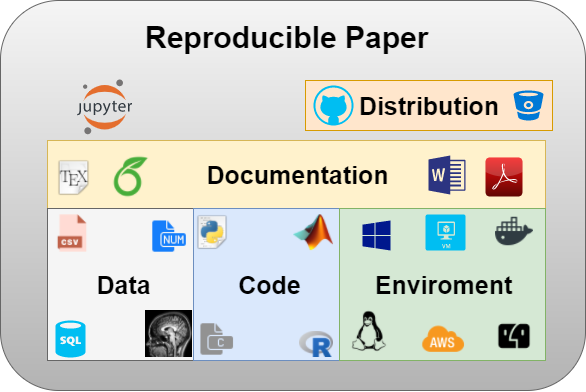 Reproducible Paper
jupyter
Distribution
TEX
Documentation
W
CSV
NUM
VM
Data
Code
Enviroment
SQL
C
R
AWS